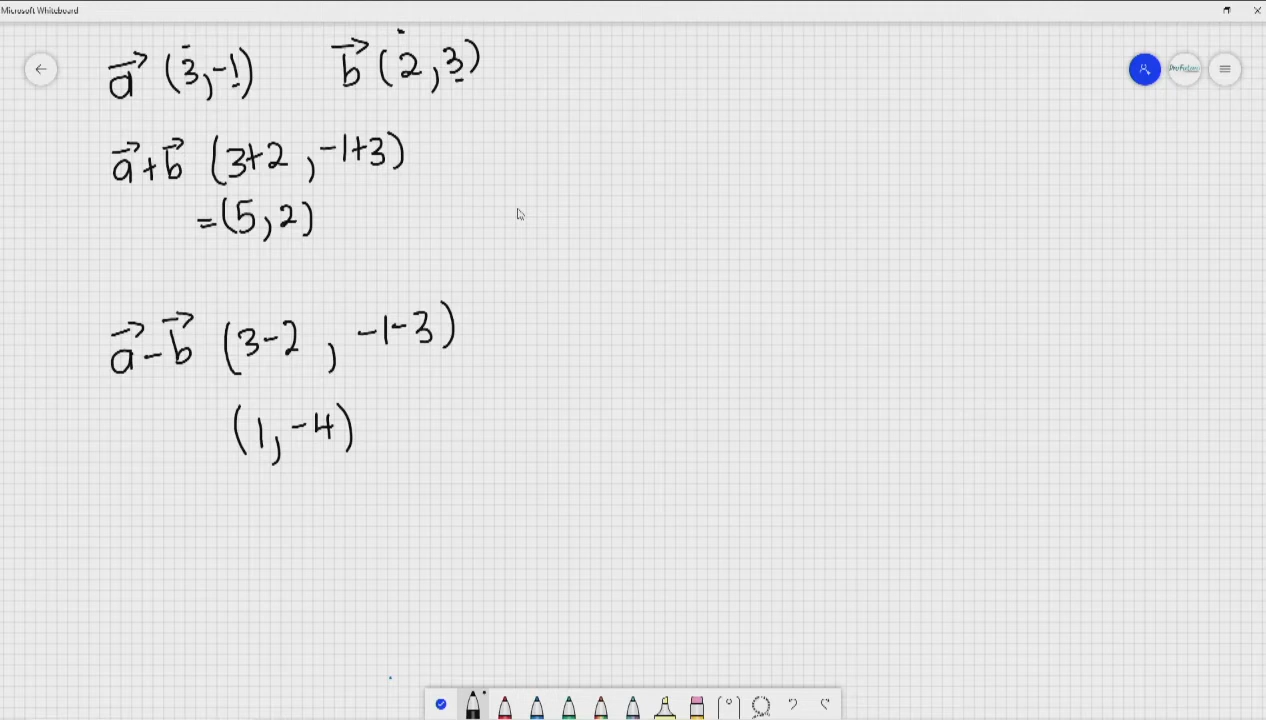 Microsoft Whiteboard
a⃗ (3,-1) b⃗ (2,3)
a⃗+b⃗ (3+2 ,-1+3)
=(5,2)
a⃗-b⃗ (3-2 , -1-3)
(1,-4)